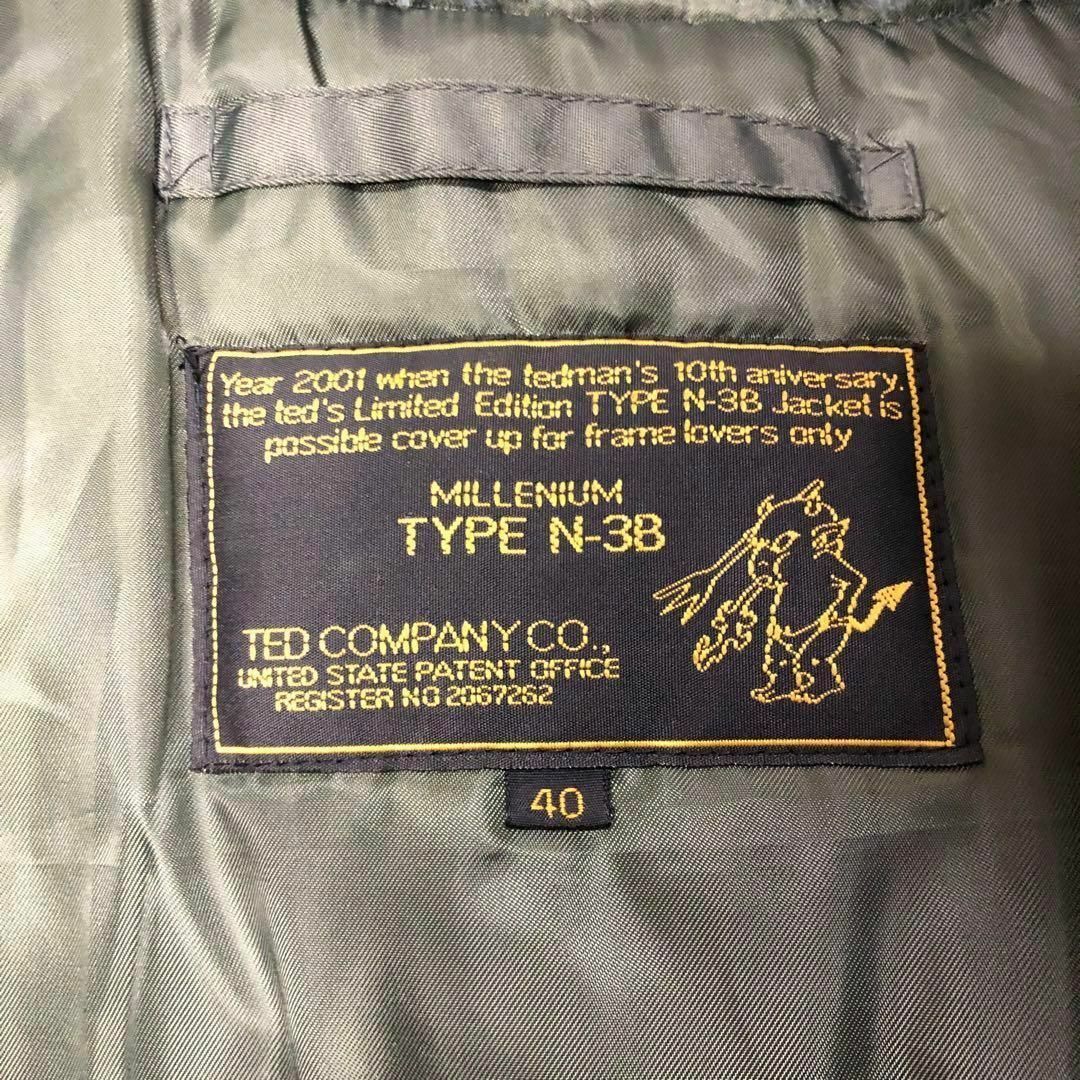 Year 2001 when the tedman's 10th aniversary.
the ted's Limited Edition TYPE N-3B Jacket is
possible cover up for frame lovers only
MILLENIUM
TYPE N-3B
TED COMPANY CO.,
UNITED STATE PATENT OFFICE
REGISTER NO 2067262
40